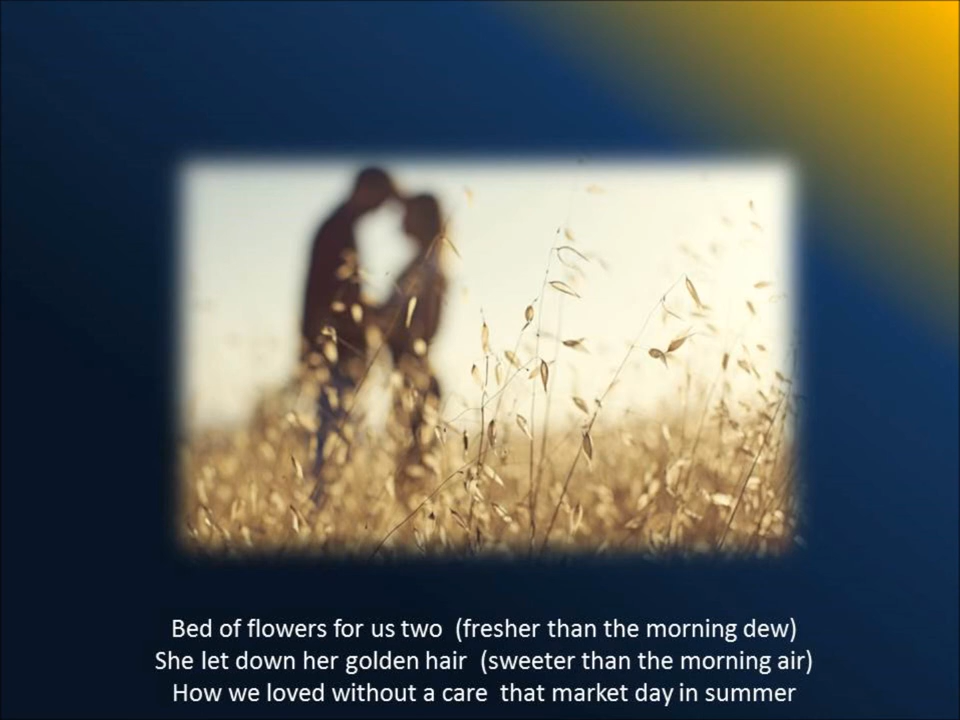 Bed of flowers for us two  (fresher than the morning dew)
She let down her golden hair  (sweeter than the morning air)
How we loved without a care  that market day in summer